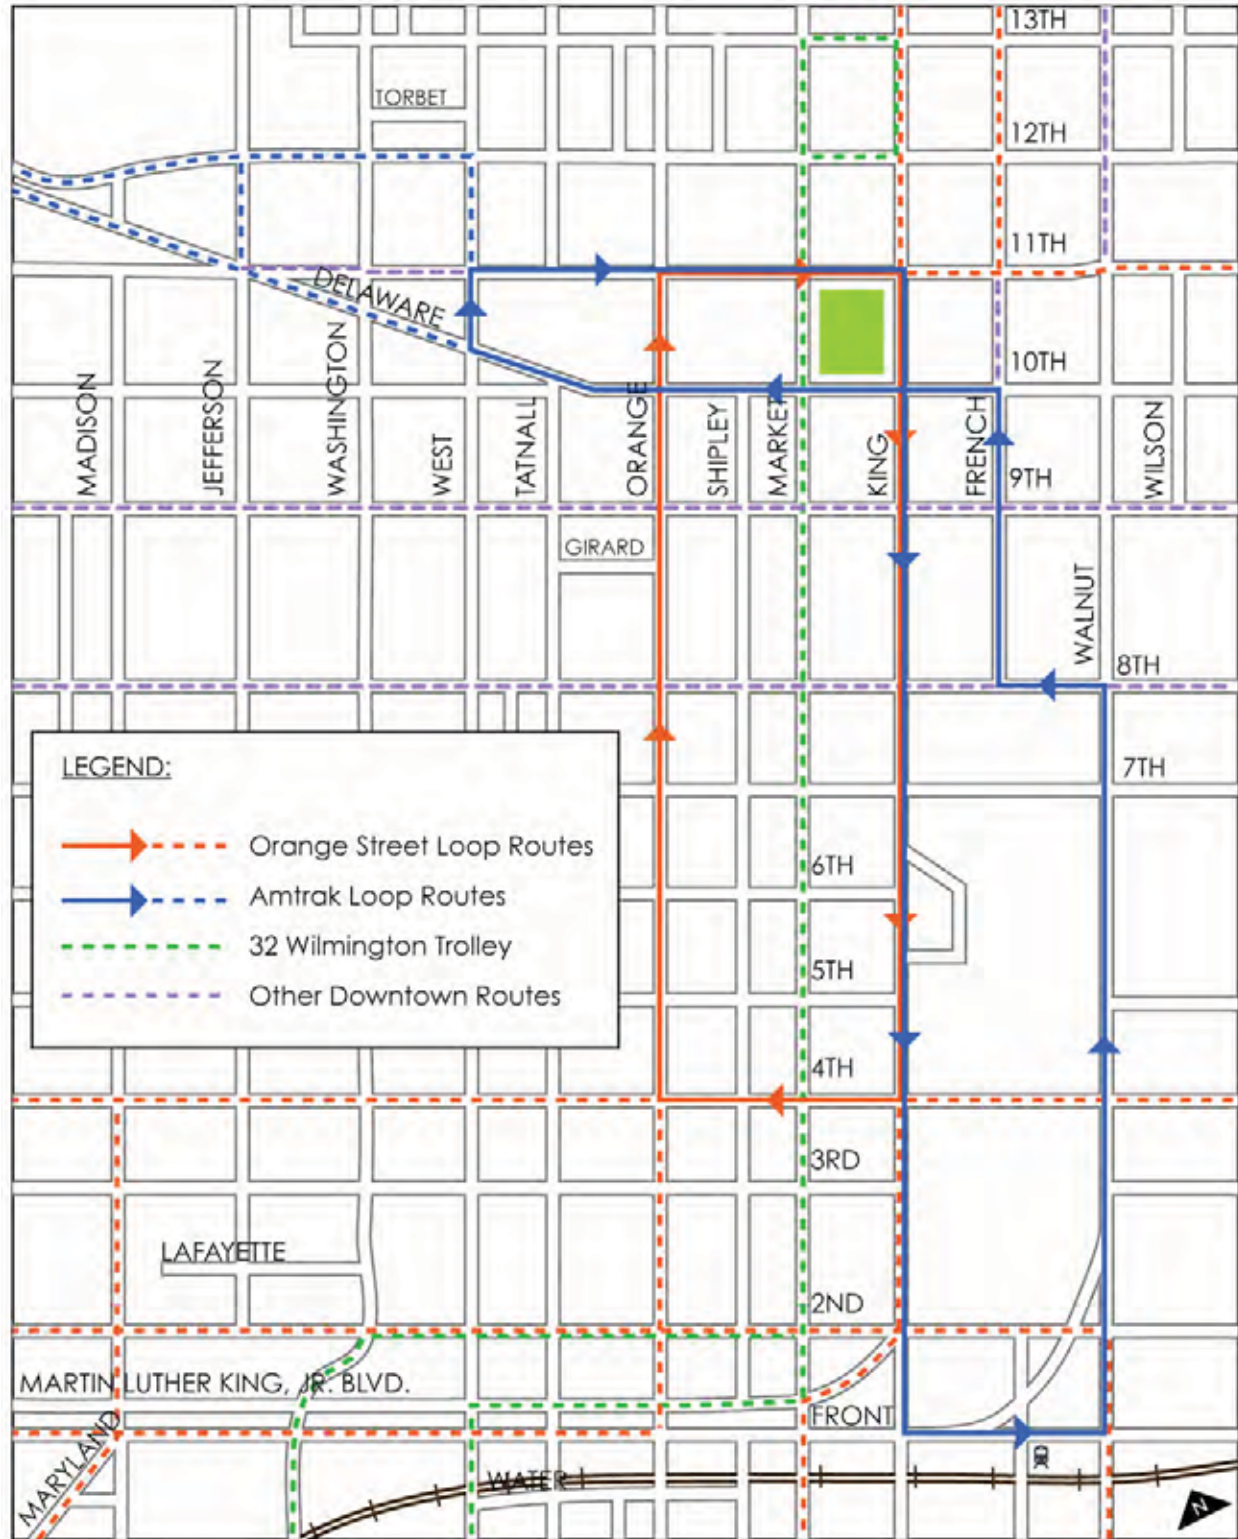 13TH
TORBET
12TH
11TH
DELAWARE
10TH
MADISON
JEFFERSON
WASHINGTON
WEST
TATNALL
ORANGE
SHIPLEY
MARKET
KING
FRENCH
9TH
WILSON
GIRARD
WALNUT
8TH
7TH
LEGEND:
Orange Street Loop Routes
Amtrak Loop Routes
32 Wilmington Trolley
Other Downtown Routes
6TH
5TH
4TH
3RD
LAFAYETTE
2ND
MARTIN LUTHER KING, JR. BLVD.
FRONT
MARYLAND
WATER
N